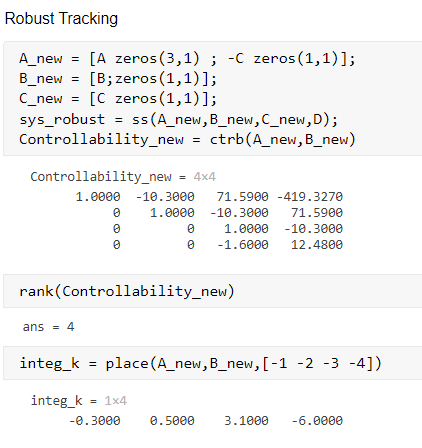 Robust Tracking
A_new = [A zeros(3,1) ; -C zeros(1,1)];
B_new = [B;zeros(1,1)];
C_new = [C zeros(1,1)];
sys_robust = ss(A_new,B_new,C_new,D);
Controllability_new = ctrb(A_new,B_new)
Controllability_new = 4×4
1.0000 -10.3000 71.5900 -419.3270
0 1.0000 -10.3000 71.5900
0 0 1.0000 -10.3000
0 0 -1.6000 12.4800
rank(Controllability_new)
ans = 4
integ_k = place(A_new,B_new,[-1 -2 -3 -4])
integ_k = 1×4
-0.3000 0.5000 3.1000 -6.0000